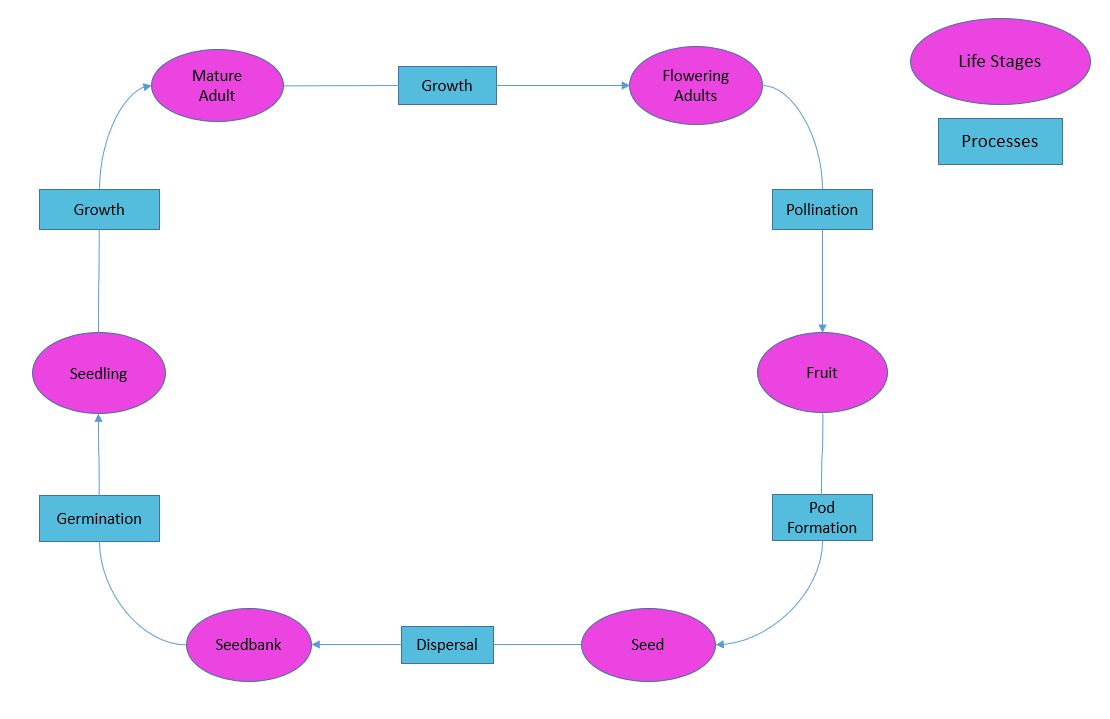 Mature
Adult
Growth
Flowering
Adults
Life Stages
Processes
Growth
Pollination
Seedling
Fruit
Germination
Pod
Formation
Seedbank
Dispersal
Seed